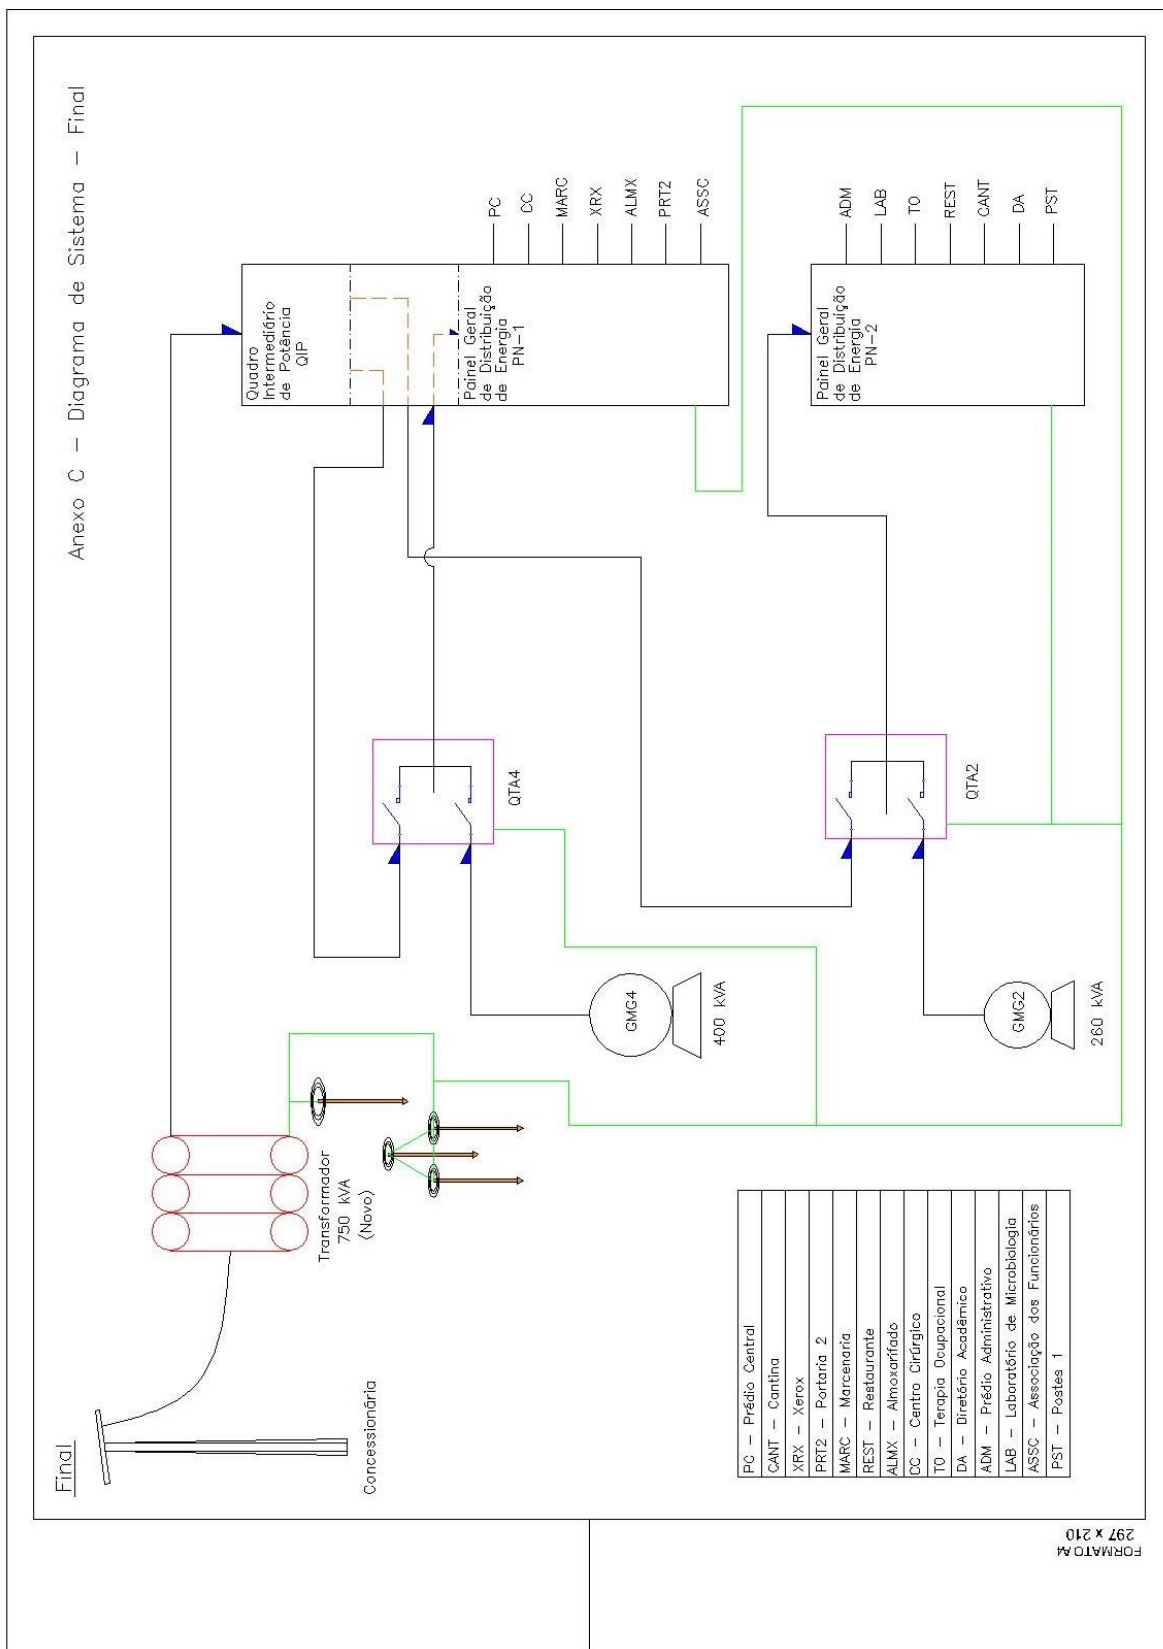 Anexo C – Diagrama de Sistema – Final
Final
Concessionária
Transformador
750 kVA
(Novo)
Quadro
Intermediário
de Potência
QIP
Painel Geral
de Distribuição
de Energia
PN-1
PC
CC
MARC
XRX
ALMX
PRT2
ASSC
Painel Geral
de Distribuição
de Energia
PN-2
ADM
LAB
TO
REST
CANT
DA
PST
QTA4
QTA2
GMG4
400 kVA
GMG2
260 kVA
PC – Prédio Central
CANT – Cantina
XRX – Xerox
PRT2 – Portaria 2
MARC – Marcenaria
REST – Restaurante
ALMX – Almoxarifado
CC – Centro Cirúrgico
TO – Terapia Ocupacional
DA – Diretório Acadêmico
ADM – Prédio Administrativo
LAB – Laboratório de Microbiologia
ASSC – Associação dos Funcionários
PST – Postes 1
FORMATO A4
297 x 210